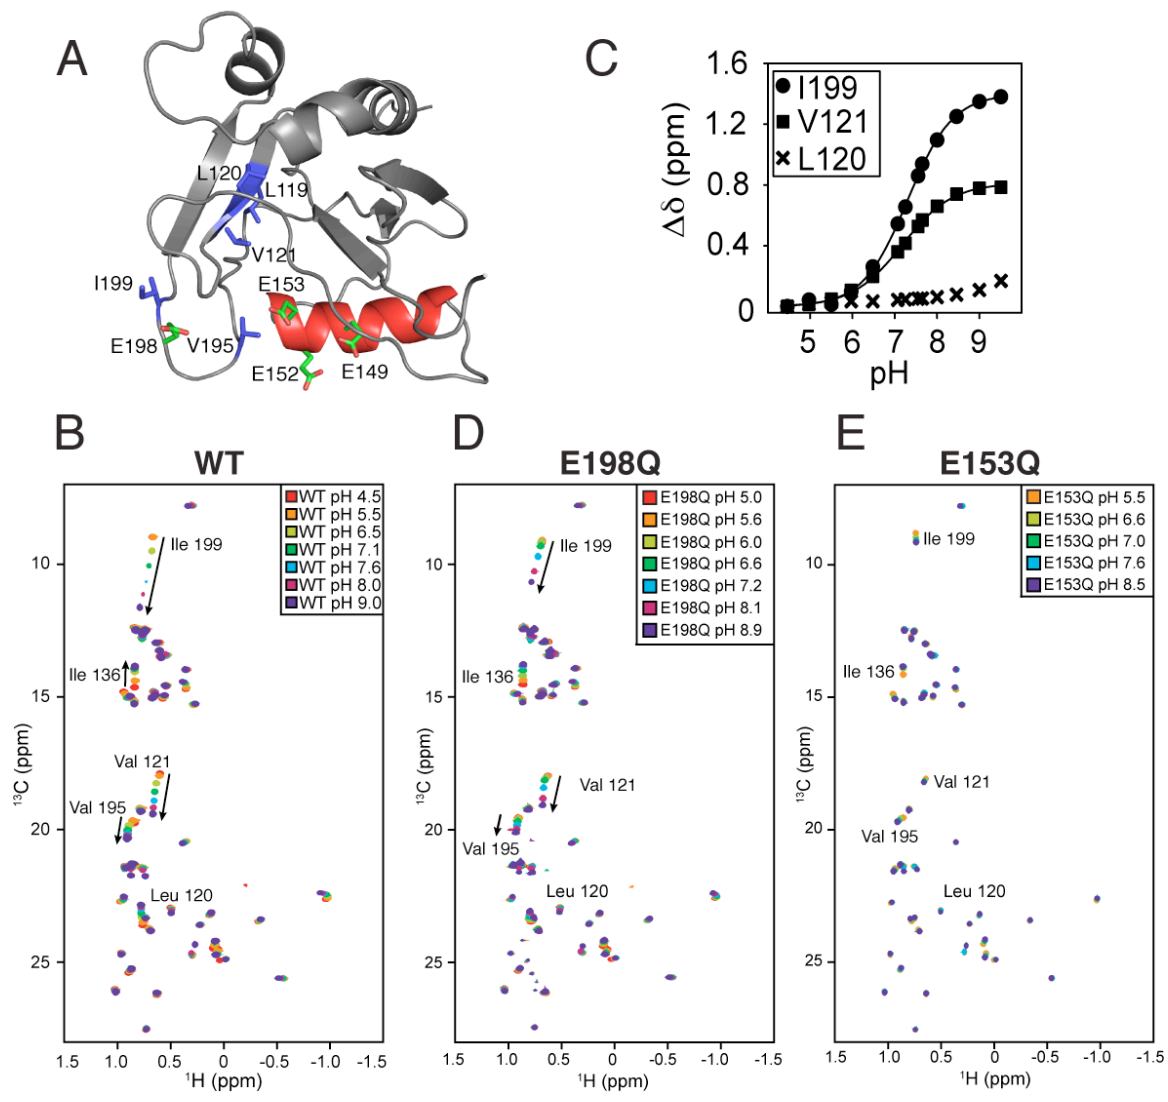 A
L120
L119
V121
I199
E153
E198
V195
E152
E149
C
1.6
1.2
0.8
0.4
0
Δδ (ppm)
I199
V121
L120
5 6 7 8 9
pH
B
WT
WT pH 4.5
WT pH 5.5
WT pH 6.5
WT pH 7.1
WT pH 7.6
WT pH 8.0
WT pH 9.0
Ile 199
Ile 136
Val 121
Val 195
Leu 120
10
15
20
25
13C (ppm)
1.5 1.0 0.5 0 -0.5 -1.0 -1.5
1H (ppm)
D
E198Q
E198Q pH 5.0
E198Q pH 5.6
E198Q pH 6.0
E198Q pH 6.6
E198Q pH 7.2
E198Q pH 8.1
E198Q pH 8.9
Ile 199
Ile 136
Val 121
Val 195
Leu 120
10
15
20
25
13C (ppm)
1.5 1.0 0.5 0 -0.5 -1.0 -1.5
1H (ppm)
E
E153Q
E153Q pH 5.5
E153Q pH 6.6
E153Q pH 7.0
E153Q pH 7.6
E153Q pH 8.5
Ile 199
Ile 136
Val 121
Val 195
Leu 120
10
15
20
25
13C (ppm)
1.5 1.0 0.5 0 -0.5 -1.0 -1.5
1H (ppm)